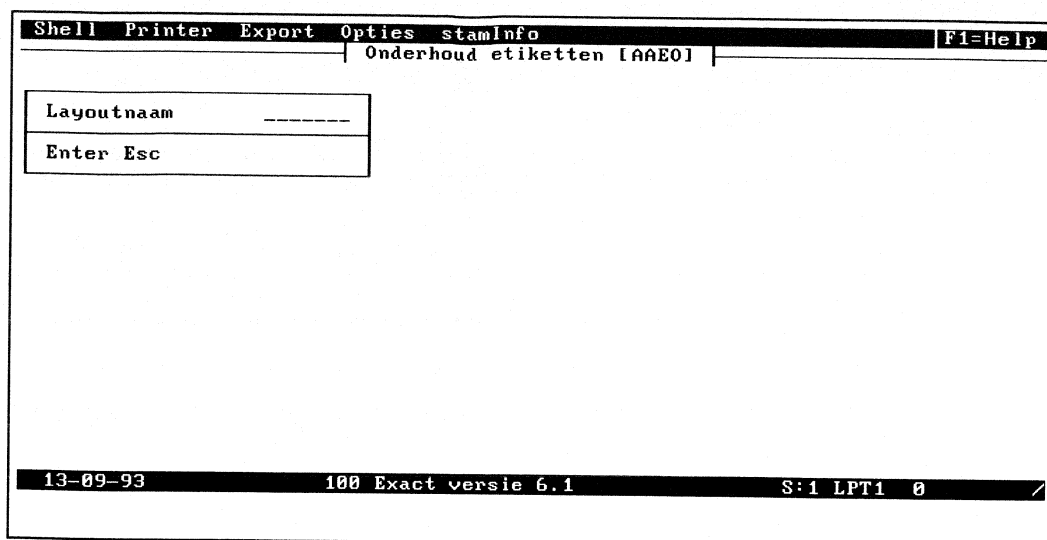 Shell Printer Export Opties stamInfo F1=Help
Onderhoud etiketten [AAEO]
Layoutnaam _______
Enter Esc
13-09-93 100 Exact versie 6.1 S:1 LPT1 0 /